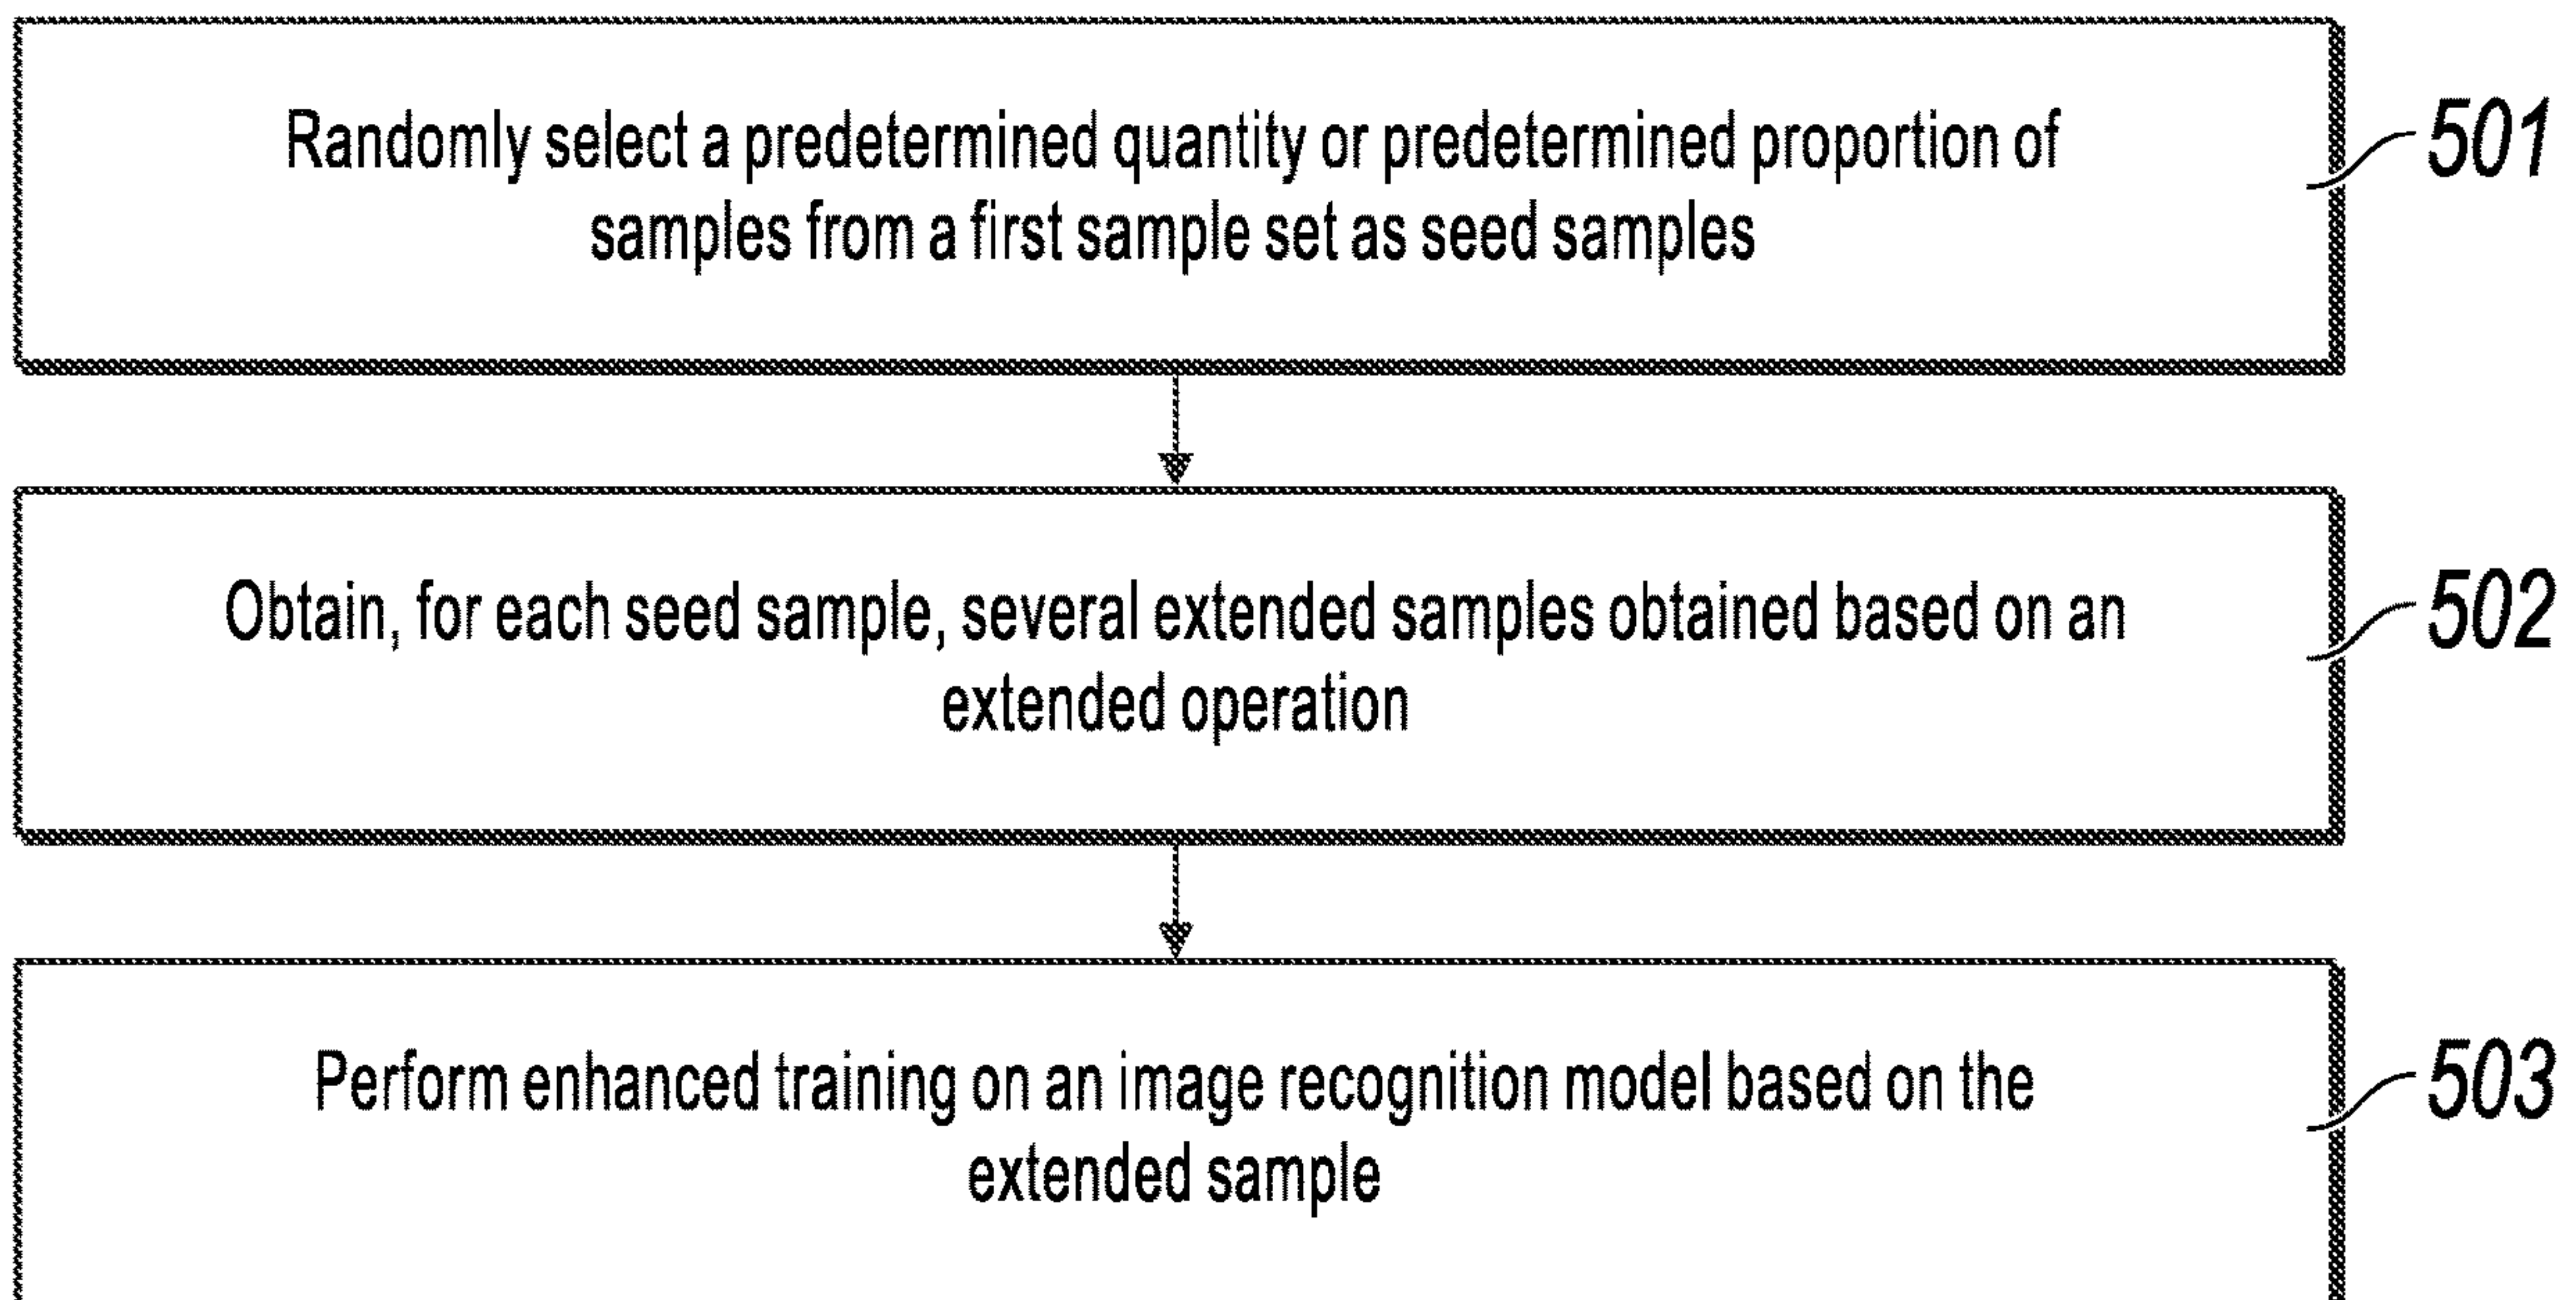 Randomly select a predetermined quantity or predetermined proportion of
samples from a first sample set as seed samples
501
Obtain, for each seed sample, several extended samples obtained based on an
extended operation
502
Perform enhanced training on an image recognition model based on the
extended sample
503